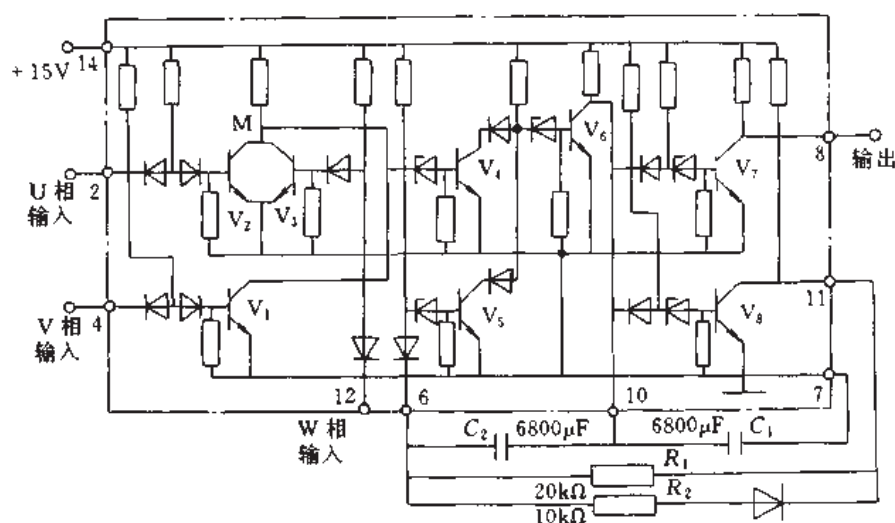 14
+15V
M
V₆
V₄
8
输出
V₇
U相
2
输入
V₂
V₃
V₁
V₅
V₈
11
V相
4
输入
12
6
10
7
W相
输入
C₂
6800μF
6800μF
C₁
R₁
20kΩ
R₂
10kΩ